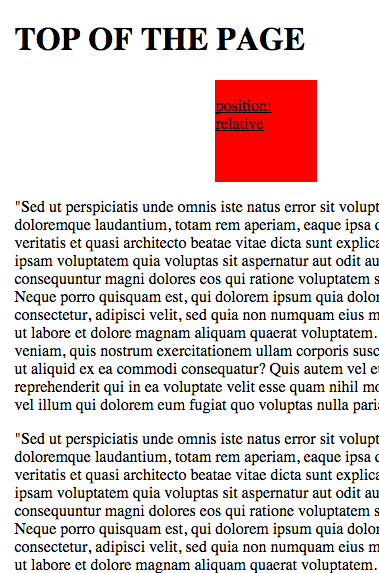 TOP OF THE PAGE
position:
relative
"Sed ut perspiciatis unde omnis iste natus error sit volupt
doloremque laudantium, totam rem aperiam, eaque ipsa
veritatis et quasi architecto beatae vitae dicta sunt explica
ipsam voluptatem quia voluptas sit aspernatur aut odit au
consequuntur magni dolores eos qui ratione voluptatem s
Neque porro quisquam est, qui dolorem ipsum quia dolor
consectetur, adipisci velit, sed quia non numquam eius m
ut labore et dolore magnam aliquam quaerat voluptatem.
veniam, quis nostrum exercitationem ullam corporis susc
ut aliquid ex ea commodi consequatur? Quis autem vel e
reprehenderit qui in ea voluptate velit esse quam nihil mo
vel illum qui dolorem eum fugiat quo voluptas nulla paria
"Sed ut perspiciatis unde omnis iste natus error sit volupt
doloremque laudantium, totam rem aperiam, eaque ipsa
veritatis et quasi architecto beatae vitae dicta sunt explica
ipsam voluptatem quia voluptas sit aspernatur aut odit au
consequuntur magni dolores eos qui ratione voluptatem s
Neque porro quisquam est, qui dolorem ipsum quia dolor
consectetur, adipisci velit, sed quia non numquam eius m
ut labore et dolore magnam aliquam quaerat voluptatem.